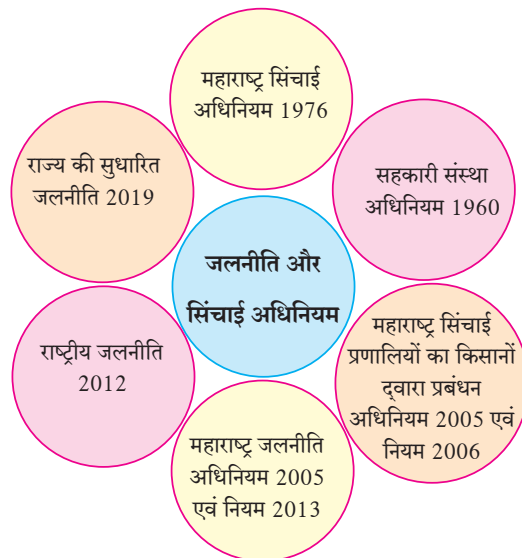 महाराष्ट्र सिंचाई
अधिनियम 1976
सहकारी संस्था
अधिनियम 1960
महाराष्ट्र सिंचाई
प्रणालियों का किसानों
द्‌वारा प्रबंधन
अधिनियम 2005 एवं
नियम 2006
महाराष्ट्र जलनीति
अधिनियम 2005
एवं नियम 2013
राष्ट्रीय जलनीति
2012
राज्य की सुधारित
जलनीति 2019
जलनीति और
सिंचाई अधिनियम